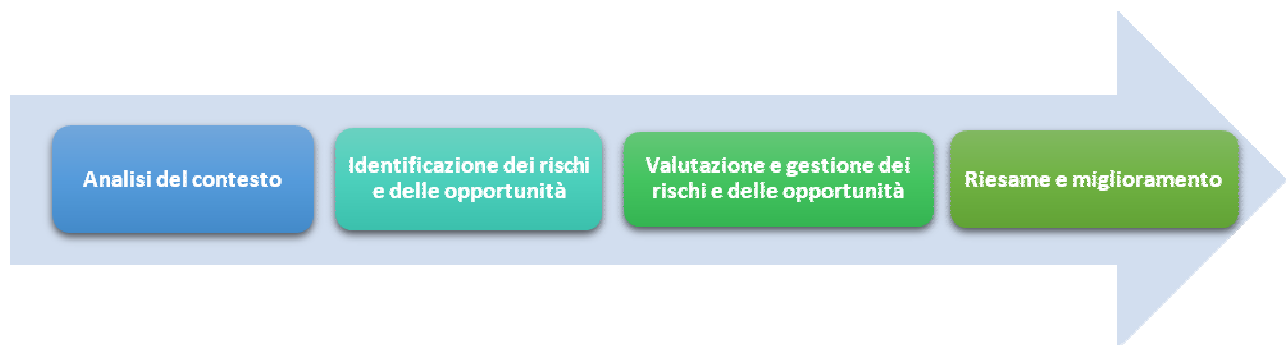 Analisi del contesto
Identificazione dei rischi
e delle opportunità
Valutazione e gestione dei
rischi e delle opportunità
Riesame e miglioramento